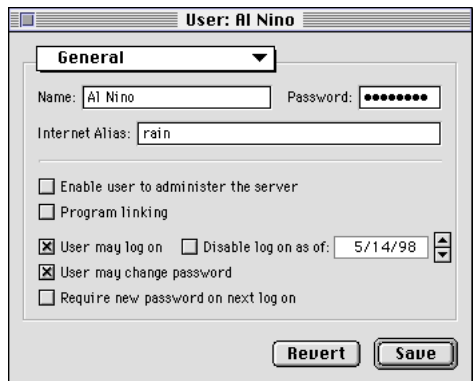 User: Al Nino
General
Name: Al Nino Password: ●●●●●●●●
Internet Alias: rain
Enable user to administer the server
Program linking
User may log on Disable log on as of: 5/14/98
User may change password
Require new password on next log on
Revert Save